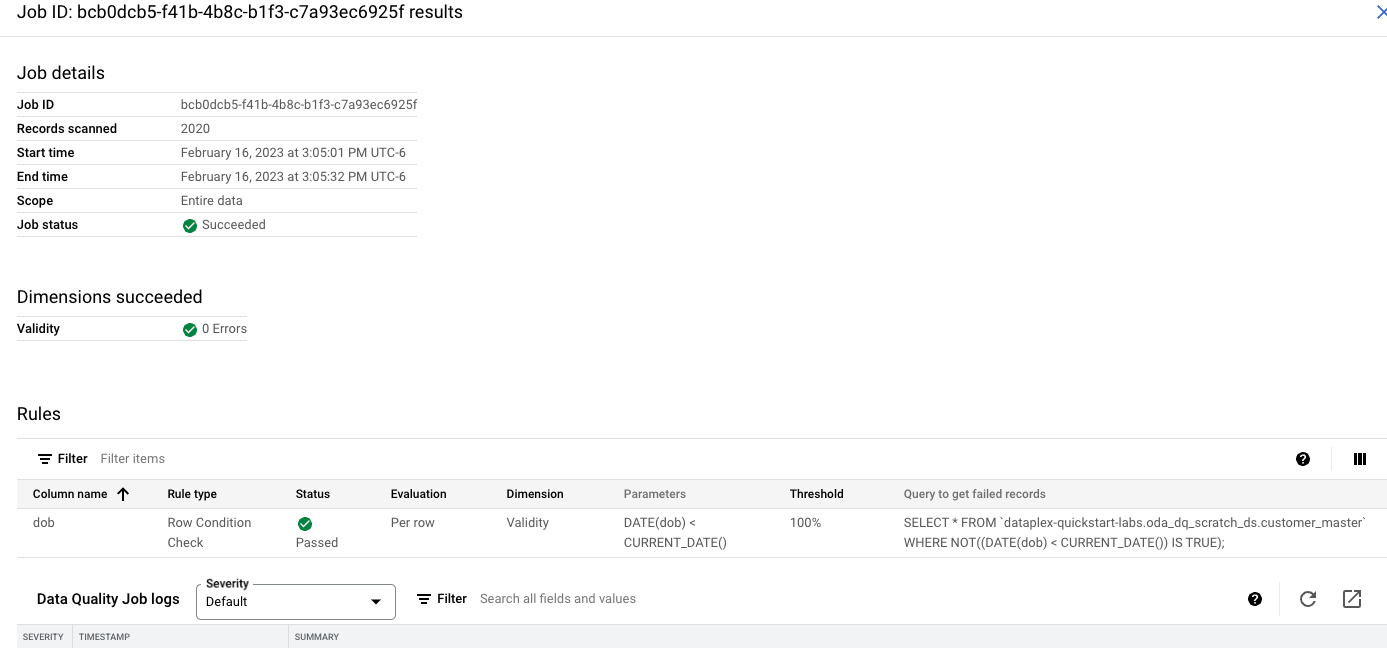 Job ID: bcb0dcb5-f41b-4b8c-b1f3-c7a93ec6925f results
Job details
Job ID bcb0dcb5-f41b-4b8c-b1f3-c7a93ec6925f
Records scanned 2020
Start time February 16, 2023 at 3:05:01 PM UTC-6
End time February 16, 2023 at 3:05:32 PM UTC-6
Scope Entire data
Job status Succeeded
Dimensions succeeded
Validity 0 Errors
Rules
Filter Filter items
Column name Rule type Status Evaluation Dimension Parameters Threshold Query to get failed records
dob Row Condition Per row Validity DATE(dob) < 100% SELECT * FROM `dataplex-quickstart-labs.oda_dq_scratch_ds.customer_master`
Check Passed CURRENT_DATE() WHERE NOT((DATE(dob) < CURRENT_DATE()) IS TRUE);
Severity
Data Quality Job logs Default Filter Search all fields and values
SEVERITY TIMESTAMP SUMMARY